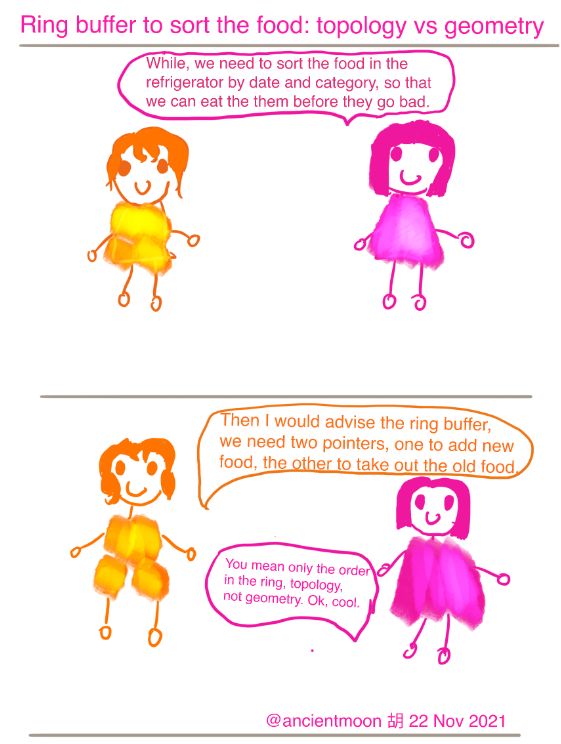 Ring buffer to sort the food: topology vs geometry
While, we need to sort the food in the
refrigerator by date and category, so that
we can eat the them before they go bad.
Then I would advise the ring buffer,
we need two pointers, one to add new
food, the other to take out the old food.
You mean only the order
in the ring, topology,
not geometry. Ok, cool.
@ancientmoon 胡 22 Nov 2021